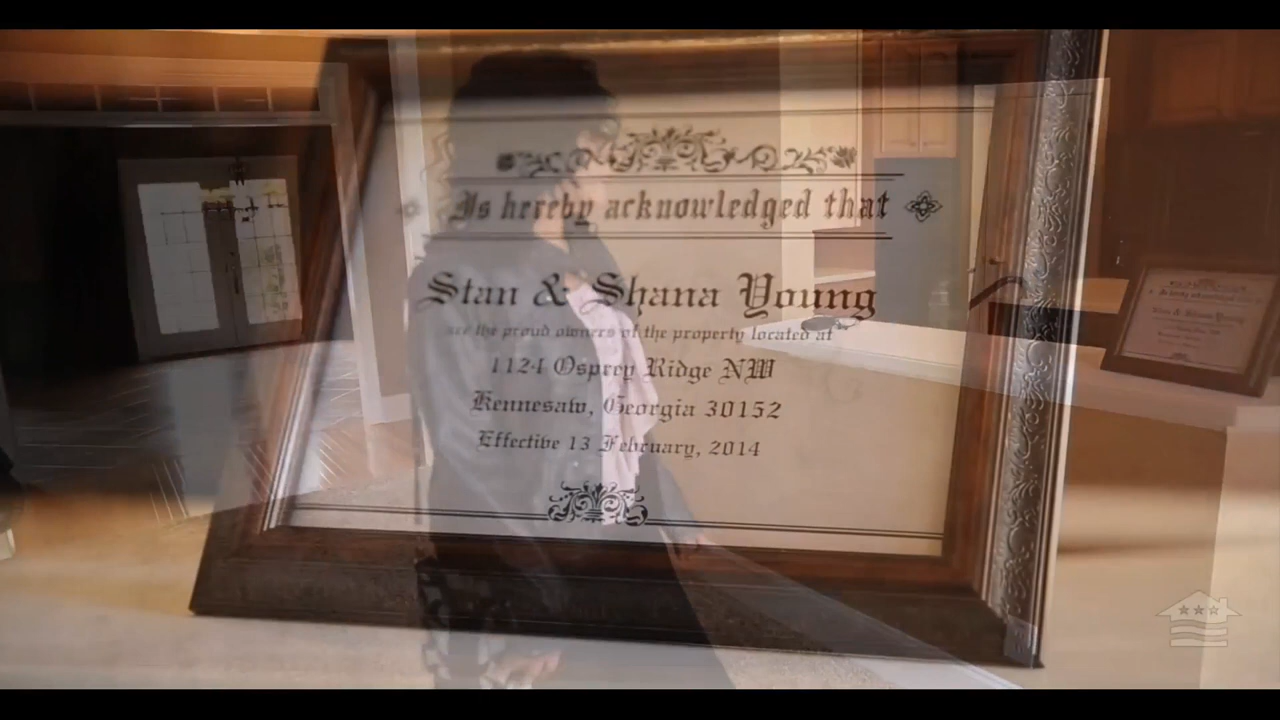 Is hereby acknowledged that
Stan & Shana Young
are the proud owners of the property located at
1124 Osprey Ridge NW
Kennesaw, Georgia 30152
Effective 13 February, 2014